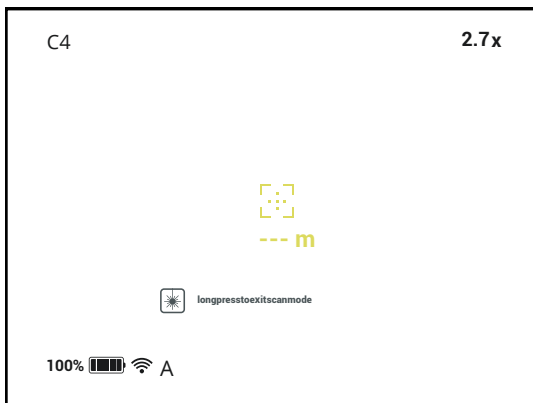 C4
2.7x
--- m
longpresstoexitscanmode
100% A